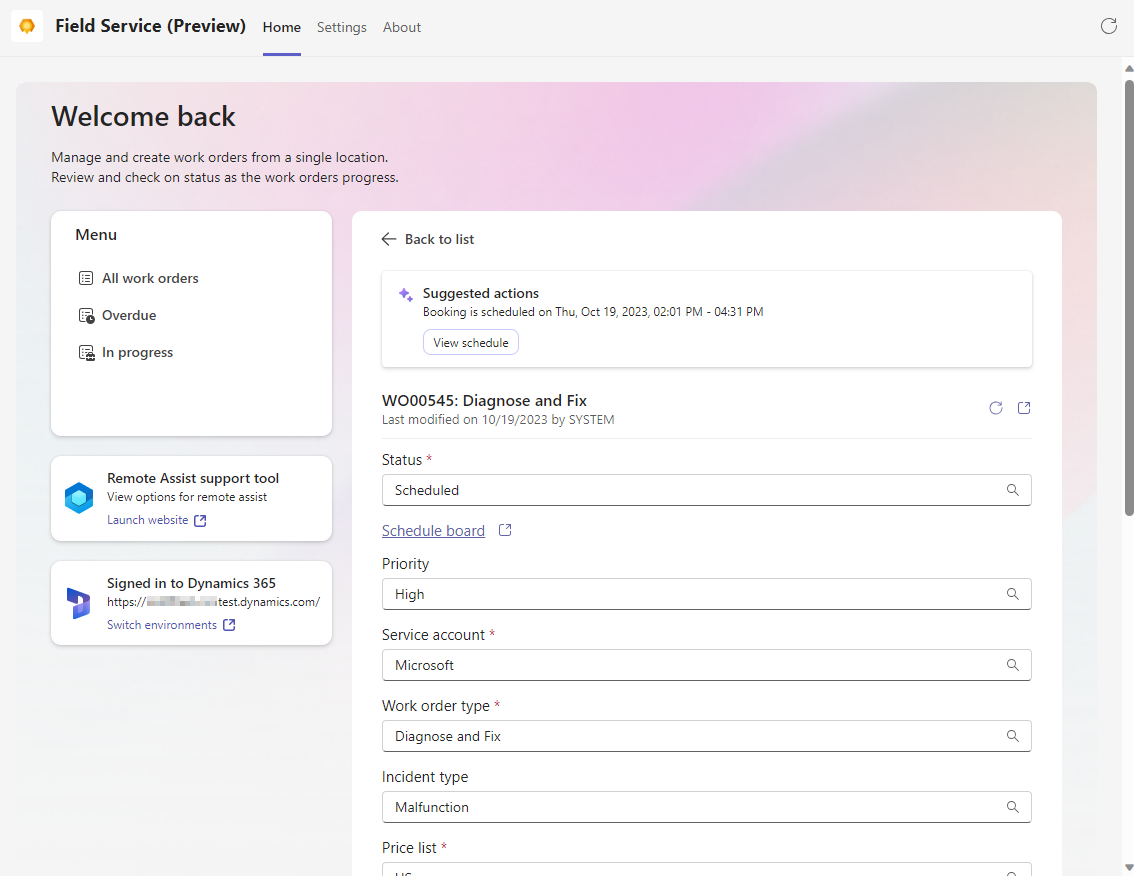 Field Service (Preview) Home Settings About
Welcome back
Manage and create work orders from a single location.
Review and check on status as the work orders progress.
Menu
All work orders
Overdue
In progress
Remote Assist support tool
View options for remote assist
Launch website
Signed in to Dynamics 365
https:// test.dynamics.com/
Switch environments
Back to list
Suggested actions
Booking is scheduled on Thu, Oct 19, 2023, 02:01 PM - 04:31 PM
View schedule
WO00545: Diagnose and Fix
Last modified on 10/19/2023 by SYSTEM
Status *
Scheduled
Schedule board
Priority
High
Service account *
Microsoft
Work order type *
Diagnose and Fix
Incident type
Malfunction
Price list *